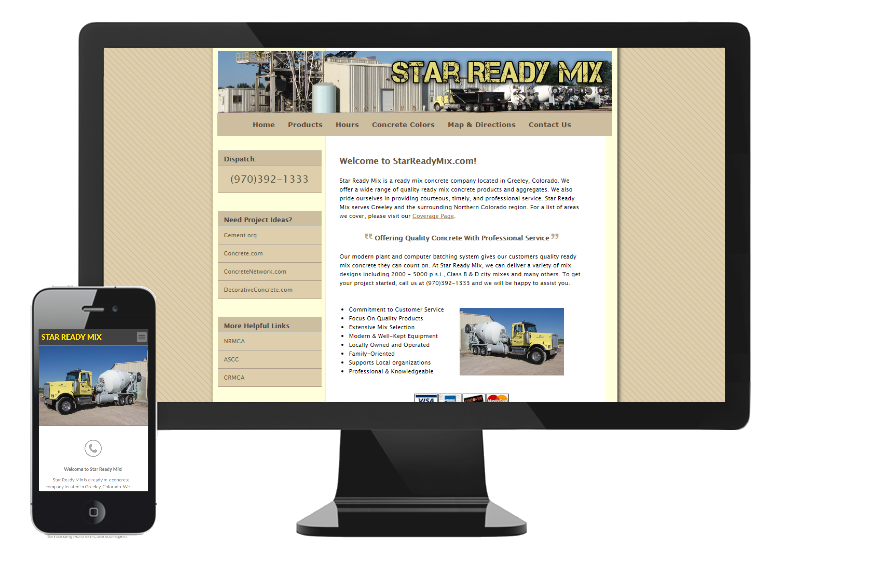 STAR READY MIX
Home Products Hours Concrete Colors Map & Directions Contact Us
Dispatch
(970)392-1333
Need Project Ideas?
Cement.org
Concrete.com
ConcreteNetwork.com
DecorativeConcrete.com
More Helpful Links
NRMCA
ASCC
CRMCA
Welcome to StarReadyMix.com!
Star Ready Mix is a ready mix concrete company located in Greeley, Colorado. We
offer a wide range of quality ready mix concrete products and aggregates. We also
pride ourselves in providing courteous, timely, and professional service. Star Ready
Mix serves Greeley and the surrounding Northern Colorado region. For a list of areas
we cover, please visit our Coverage Page.
“ Offering Quality Concrete With Professional Service ”
Our modern plant and computer batching system gives our customers quality ready
mix concrete they can count on. At Star Ready Mix, we can deliver a variety of mix
designs including 2000 - 5000 p.s.i., Class B & D city mixes and many others. To get
your project started, call us at (970)392-1333 and we will be happy to assist you.
• Commitment to Customer Service
• Focus On Quality Products
• Extensive Mix Selection
• Modern & Well-Kept Equipment
• Locally Owned and Operated
• Family-Oriented
• Supports Local organizations
• Professional & Knowledgeable
VISA
STAR READY MIX
Welcome to Star Ready Mix!
Star Ready Mix is a ready mix concrete
company located in Greeley, Colorado. We